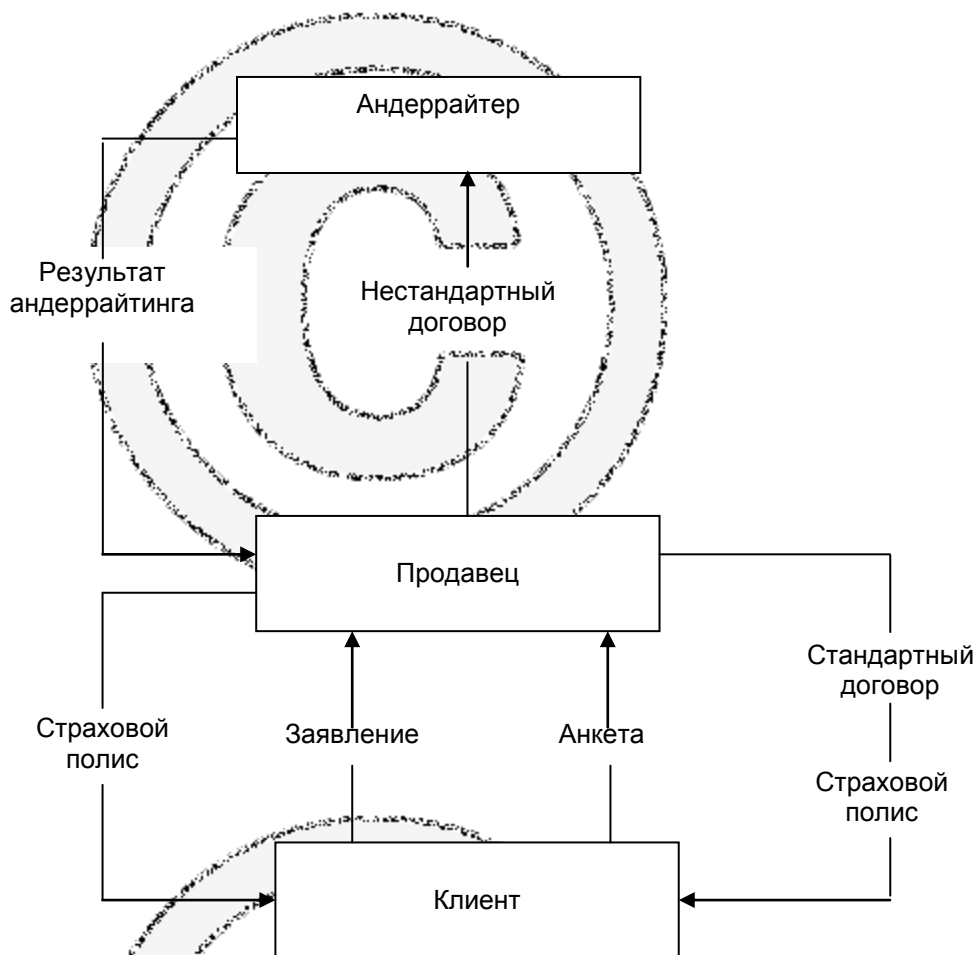 Андеррайтер
Результат
андеррайтинга
Нестандартный
договор
Продавец
Стандартный
договор
Страховой
полис
Заявление
Анкета
Страховой
полис
Клиент